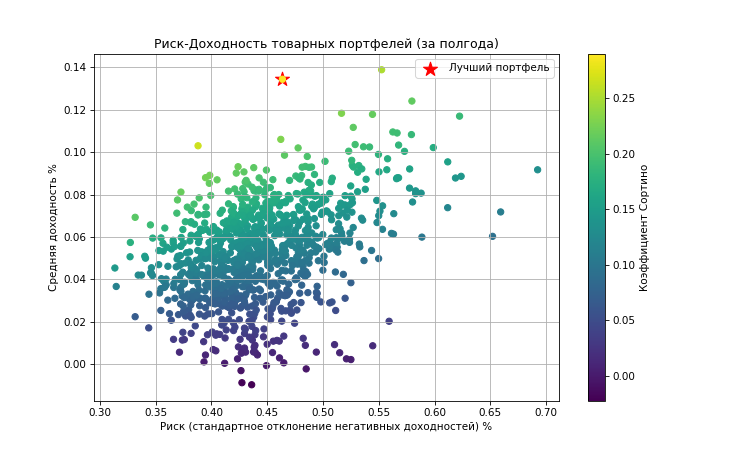 Риск-Доходность товарных портфелей (за полгода)
Лучший портфель
Средняя доходность %
0.14
0.12
0.10
0.08
0.06
0.04
0.02
0.00
0.30 0.35 0.40 0.45 0.50 0.55 0.60 0.65 0.70
Риск (стандартное отклонение негативных доходностей) %
0.25
0.20
0.15
0.10
0.05
0.00
Коэффициент Сортино